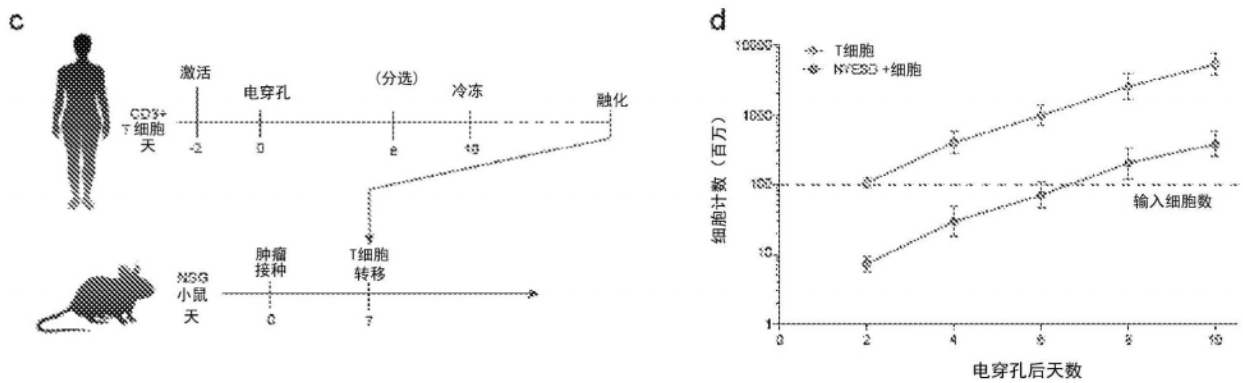 c
激活
电穿孔
(分选)
冷冻
融化
CD3+
T细胞
天
-2
0
8
10
肿瘤
接种
T细胞
转移
NSG
小鼠
天
0
7
d
T细胞
NYESO +细胞
细胞计数（百万）
10000
1000
100
10
1
输入细胞数
2
4
6
8
10
电穿孔后天数